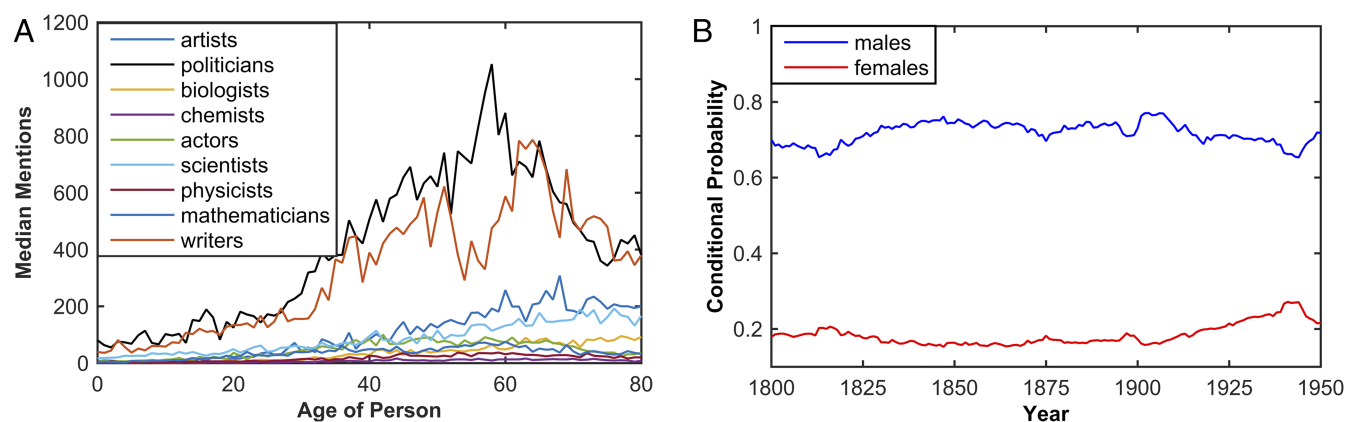 A
1200
1000
800
600
400
200
0
Median Mentions
artists
politicians
biologists
chemists
actors
scientists
physicists
mathematicians
writers
0 20 40 60 80
Age of Person
B
1
0.8
0.6
0.4
0.2
Conditional Probability
males
females
1800 1825 1850 1875 1900 1925 1950
Year